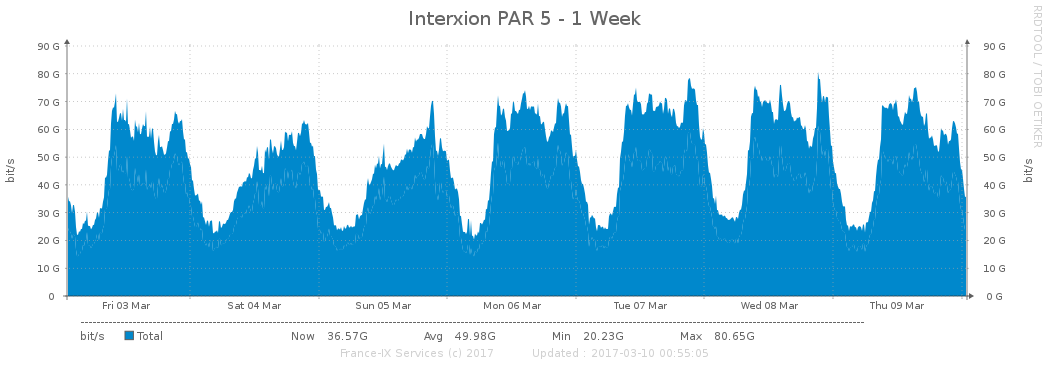 Interxion PAR 5 - 1 Week
RRDTOOL / TOBI OETIKER
bit/s
90 G 90 G
80 G 80 G
70 G 70 G
60 G 60 G
50 G 50 G
40 G 40 G
30 G 30 G
20 G 20 G
10 G 10 G
0 0 G
bit/s
Fri 03 Mar Sat 04 Mar Sun 05 Mar Mon 06 Mar Tue 07 Mar Wed 08 Mar Thu 09 Mar
bit/s Total Now 36.57G Avg 49.98G Min 20.23G Max 80.65G
France-IX Services (c) 2017 Updated : 2017-03-10 00:55:05